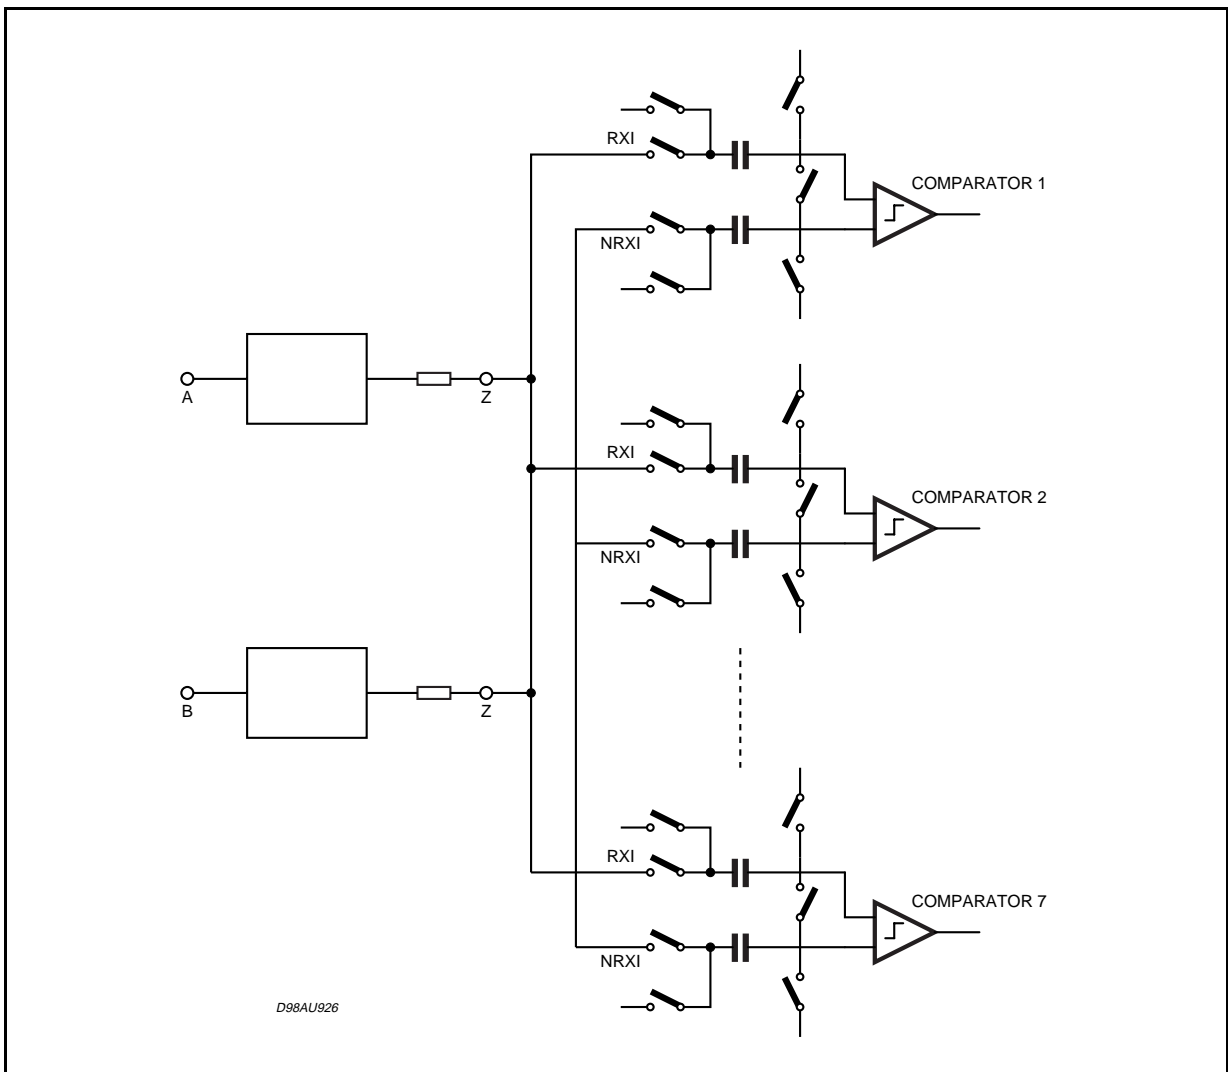 RXI
COMPARATOR 1
NRXI
A
Z
RXI
COMPARATOR 2
NRXI
B
Z
RXI
COMPARATOR 7
NRXI
D98AU926